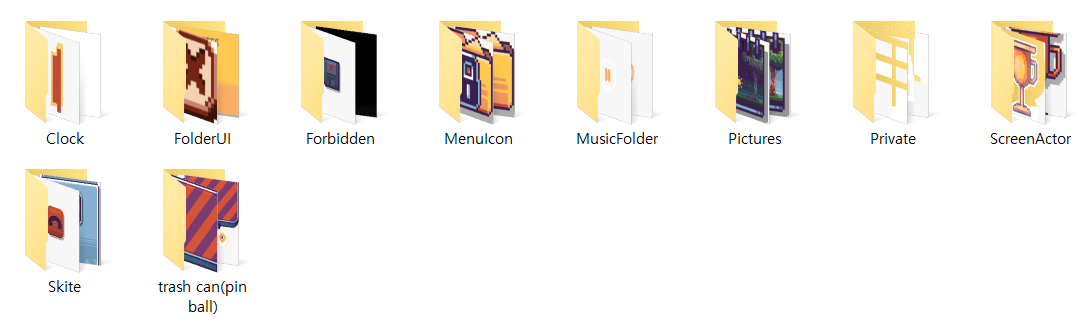 Clock
FolderUI
Forbidden
MenuIcon
MusicFolder
Pictures
Private
ScreenActor
Skite
trash can(pin
ball)